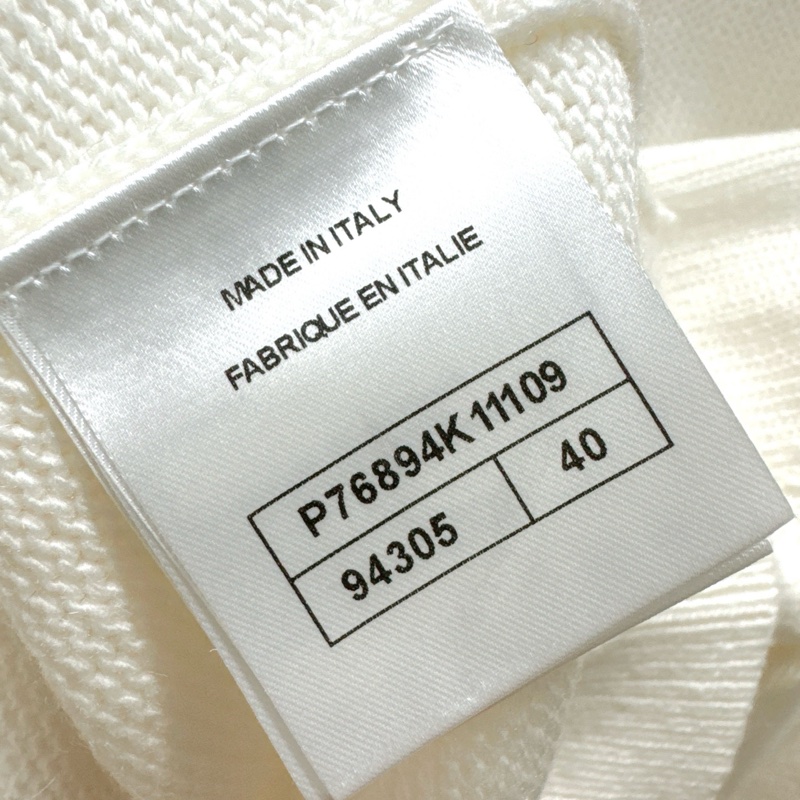 MADE IN ITALY
FABRIQUE EN ITALIE
P76894K11109
94305 40